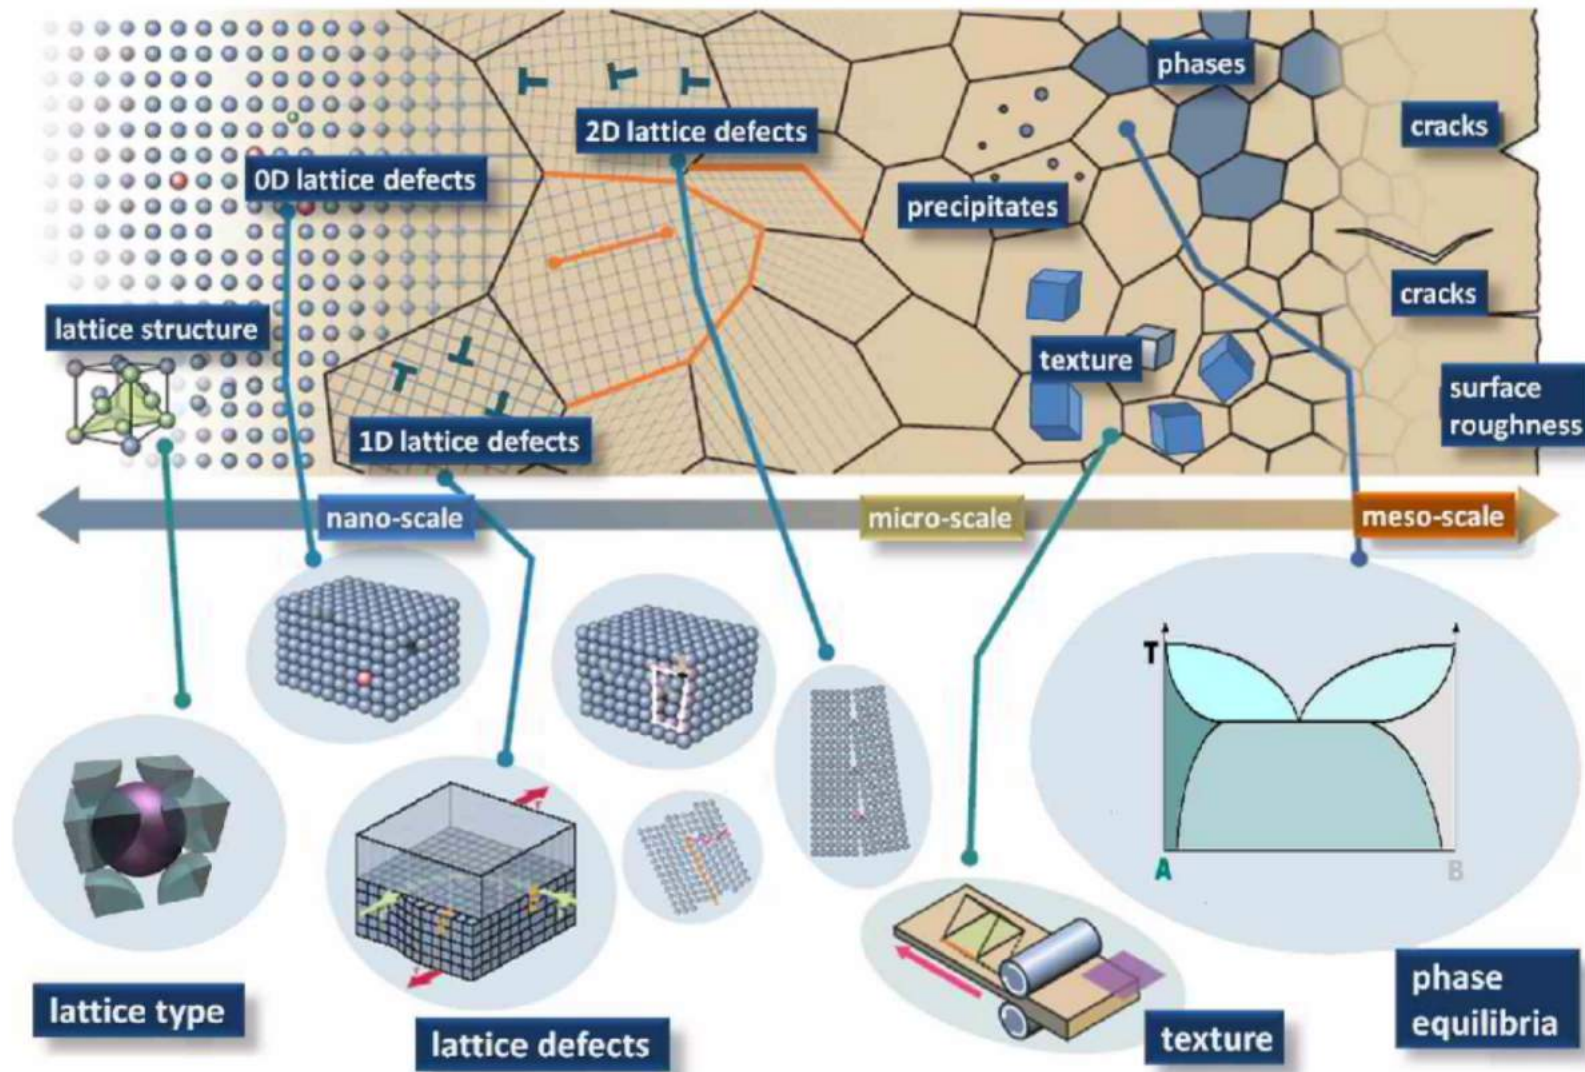 phases
2D lattice defects
cracks
0D lattice defects
precipitates
cracks
lattice structure
texture
surface
roughness
1D lattice defects
nano-scale
micro-scale
meso-scale
T
A
B
lattice type
lattice defects
texture
phase
equilibria